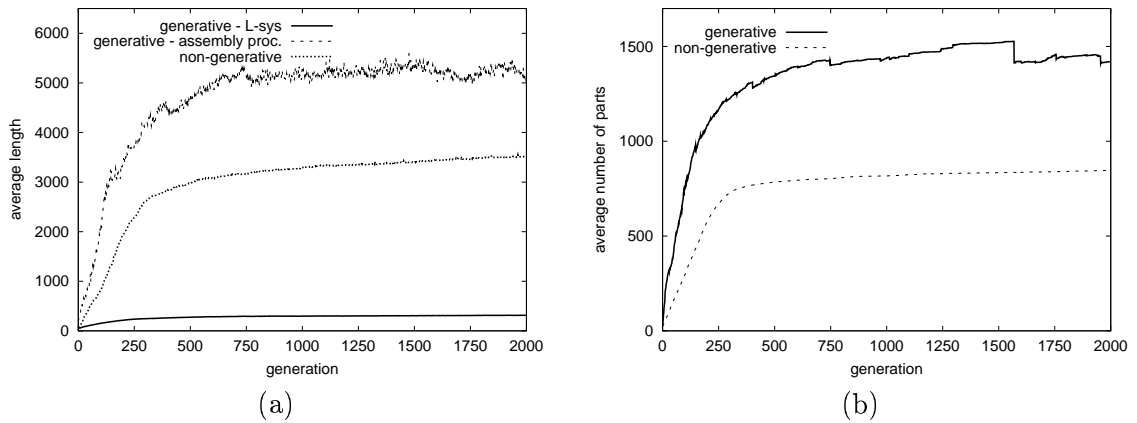 generative - L-sys
generative - assembly proc.
non-generative
6000
5000
4000
3000
2000
1000
0
average length
0 250 500 750 1000 1250 1500 1750 2000
generation
(a)
generative
non-generative
1500
1000
500
0
average number of parts
0 250 500 750 1000 1250 1500 1750 2000
generation
(b)